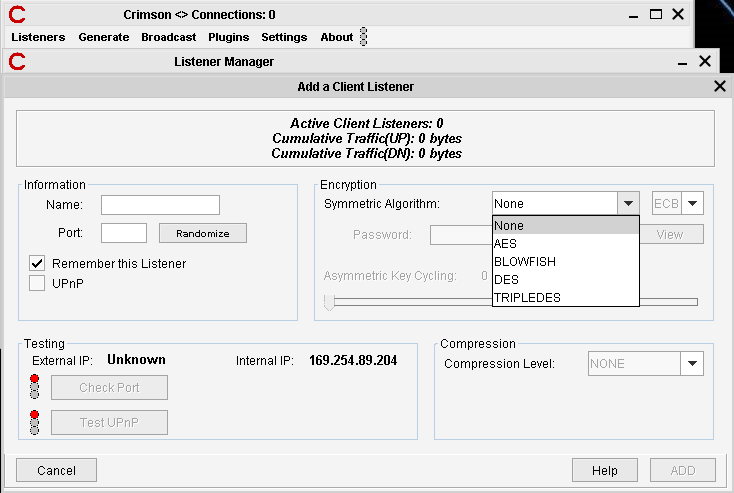 C Crimson <> Connections: 0
Listeners Generate Broadcast Plugins Settings About
C Listener Manager
Add a Client Listener
Active Client Listeners: 0
Cumulative Traffic(UP): 0 bytes
Cumulative Traffic(DN): 0 bytes
Information
Name:
Port: Randomize
Remember this Listener
UPnP
Encryption
Symmetric Algorithm: None ECB
None
AES
BLOWFISH
DES
TRIPLEDES
Password: View
Asymmetric Key Cycling: 0
Testing
External IP: Unknown Internal IP: 169.254.89.204
Check Port
Test UPnP
Compression
Compression Level: NONE
Cancel Help ADD